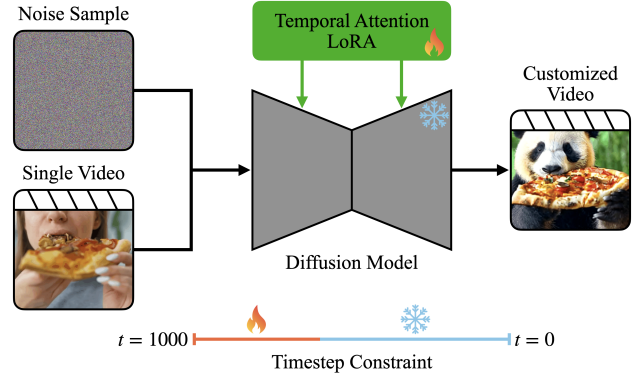 Noise Sample
Temporal Attention
LoRA
Customized
Video
Single Video
Diffusion Model
t = 1000
t = 0
Timestep Constraint